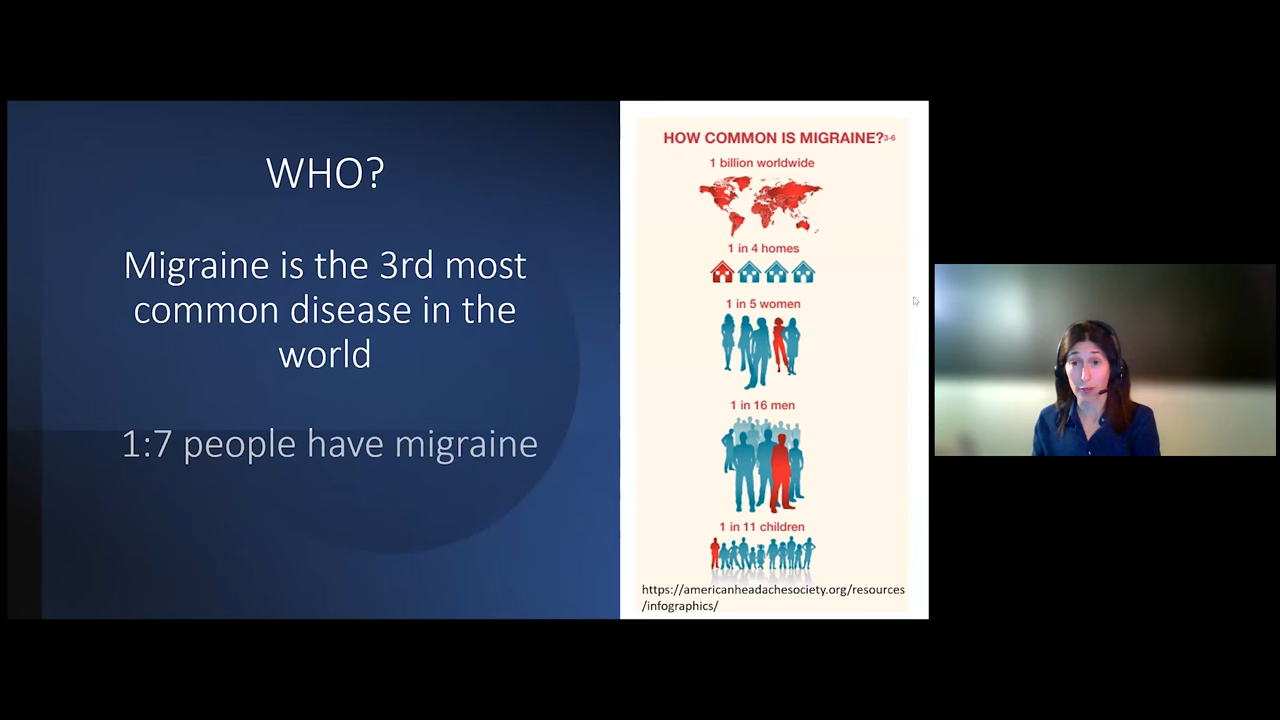 WHO?
Migraine is the 3rd most
common disease in the
world
1:7 people have migraine
HOW COMMON IS MIGRAINE?3-6
1 billion worldwide
1 in 4 homes
1 in 5 women
1 in 16 men
1 in 11 children
https://americanheadachesociety.org/resources
/infographics/